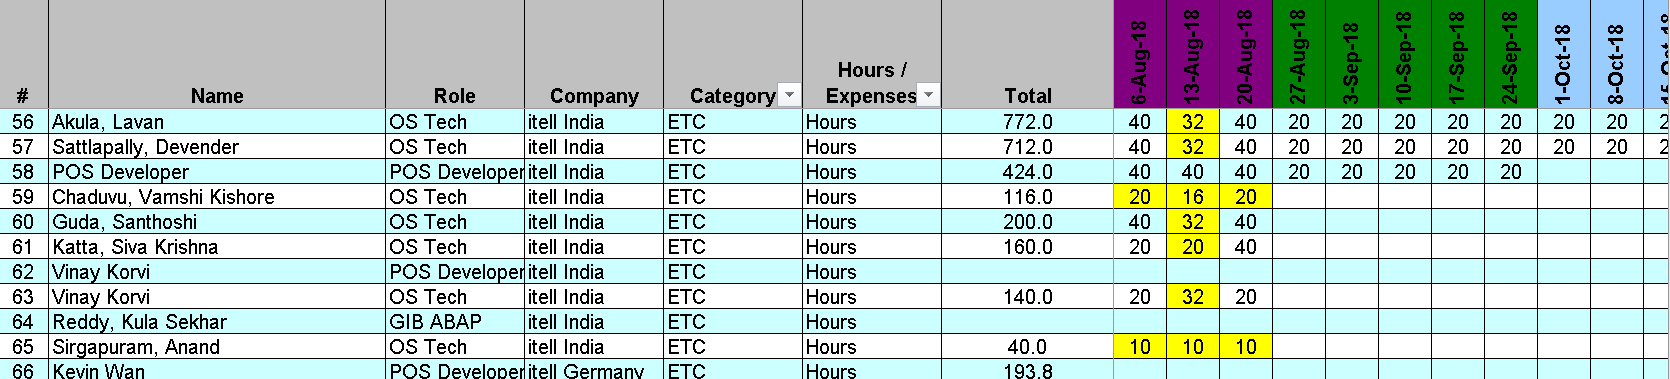 # Name Role Company Category Hours / Expenses Total 6-Aug-18 13-Aug-18 20-Aug-18 27-Aug-18 3-Sep-18 10-Sep-18 17-Sep-18 24-Sep-18 1-Oct-18 8-Oct-18
56 Akula, Lavan OS Tech itell India ETC Hours 772.0 40 32 40 20 20 20 20 20 20 20 2
57 Sattlapally, Devender OS Tech itell India ETC Hours 712.0 40 32 40 20 20 20 20 20 20 20 2
58 POS Developer POS Developer itell India ETC Hours 424.0 40 40 40 20 20 20 20 20
59 Chaduvu, Vamshi Kishore OS Tech itell India ETC Hours 116.0 20 16 20
60 Guda, Santhoshi OS Tech itell India ETC Hours 200.0 40 32 40
61 Katta, Siva Krishna OS Tech itell India ETC Hours 160.0 20 20 40
62 Vinay Korvi POS Developer itell India ETC Hours
63 Vinay Korvi OS Tech itell India ETC Hours 140.0 20 32 20
64 Reddy, Kula Sekhar GIB ABAP itell India ETC Hours
65 Sirgapuram, Anand OS Tech itell India ETC Hours 40.0 10 10 10
66 Kevin Wan POS Developer itell Germany ETC Hours 193.8